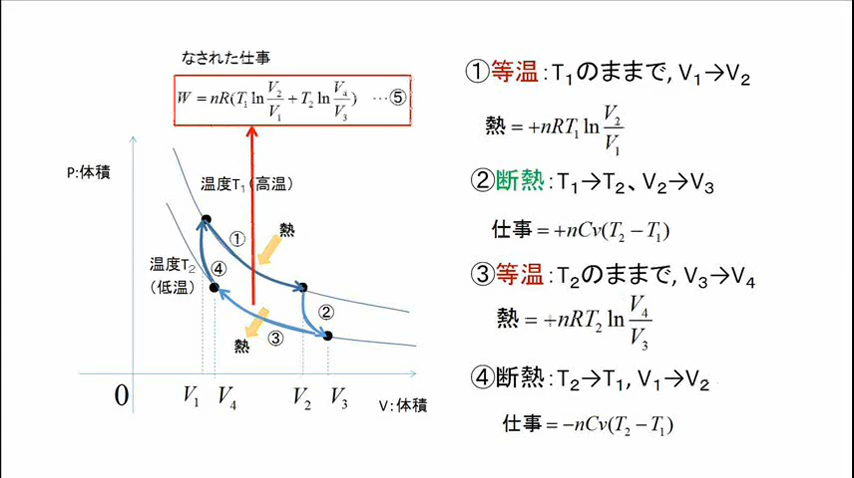 なされた仕事
W = nR(T₁ ln V₂/V₁ + T₂ ln V₄/V₃) …⑤
P:体積
温度T₁(高温)
①
熱
温度T₂
(低温)
④
②
③
熱
0
V₁ V₄ V₂ V₃
V:体積
①等温:T₁のままで,V₁→V₂
熱=+nRT₁ ln V₂/V₁
②断熱:T₁→T₂、V₂→V₃
仕事=+nCv(T₂−T₁)
③等温:T₂のままで,V₃→V₄
熱=+nRT₂ ln V₄/V₃
④断熱:T₂→T₁,V₁→V₂
仕事=−nCv(T₂−T₁)